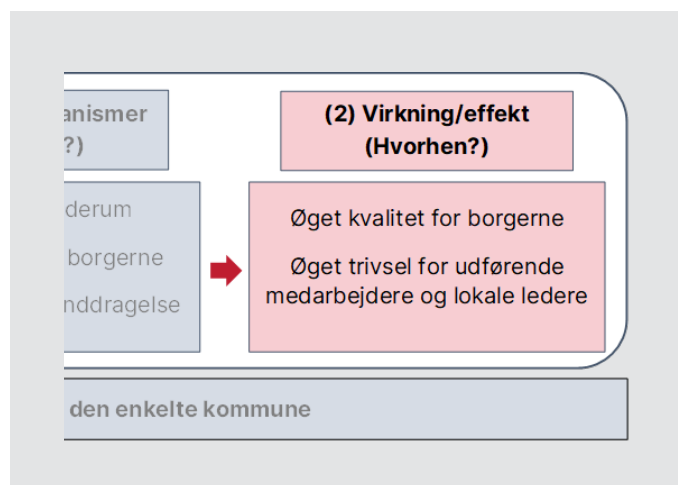 anismer
?)
(2) Virkning/effekt
(Hvorhen?)
derum
borgerne
nddragelse
Øget kvalitet for borgerne
Øget trivsel for udførende
medarbejdere og lokale ledere
den enkelte kommune